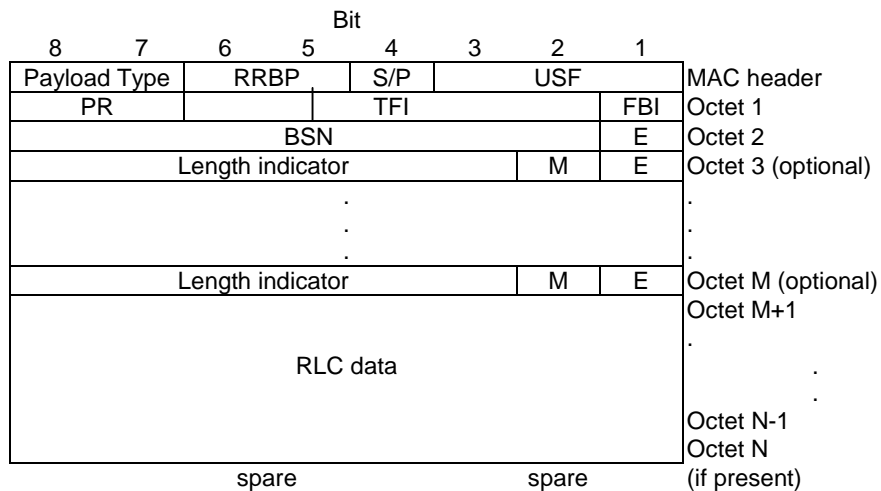 Bit
8 7 6 5 4 3 2 1
Payload Type RRBP S/P USF MAC header
PR TFI FBI Octet 1
BSN E Octet 2
Length indicator M E Octet 3 (optional)
. .
. .
. .
Length indicator M E Octet M (optional)
Octet M+1
.
RLC data .
.
Octet N-1
Octet N
spare spare (if present)